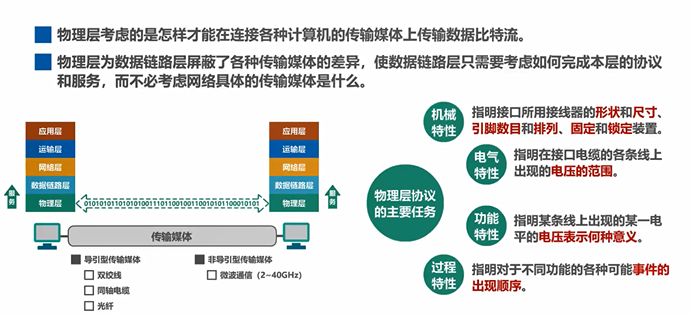 物理层考虑的是怎样才能在连接各种计算机的传输媒体上传输数据比特流。
物理层为数据链路层屏蔽了各种传输媒体的差异，使数据链路层只需要考虑如何完成本层的协议
和服务，而不必考虑网络具体的传输媒体是什么。
应用层
运输层
网络层
数据链路层
物理层
服务
应用层
运输层
网络层
数据链路层
物理层
服务
传输媒体
导引型传输媒体
双绞线
同轴电缆
光纤
非导引型传输媒体
微波通信（2~40GHz）
物理层协议
的主要任务
机械
特性
指明接口所用接线器的形状和尺寸、
引脚数目和排列、固定和锁定装置。
电气
特性
指明在接口电缆的各条线上
出现的电压的范围。
功能
特性
指明某条线上出现的某一电
平的电压表示何种意义。
过程
特性
指明对于不同功能的各种可能事件的
出现顺序。